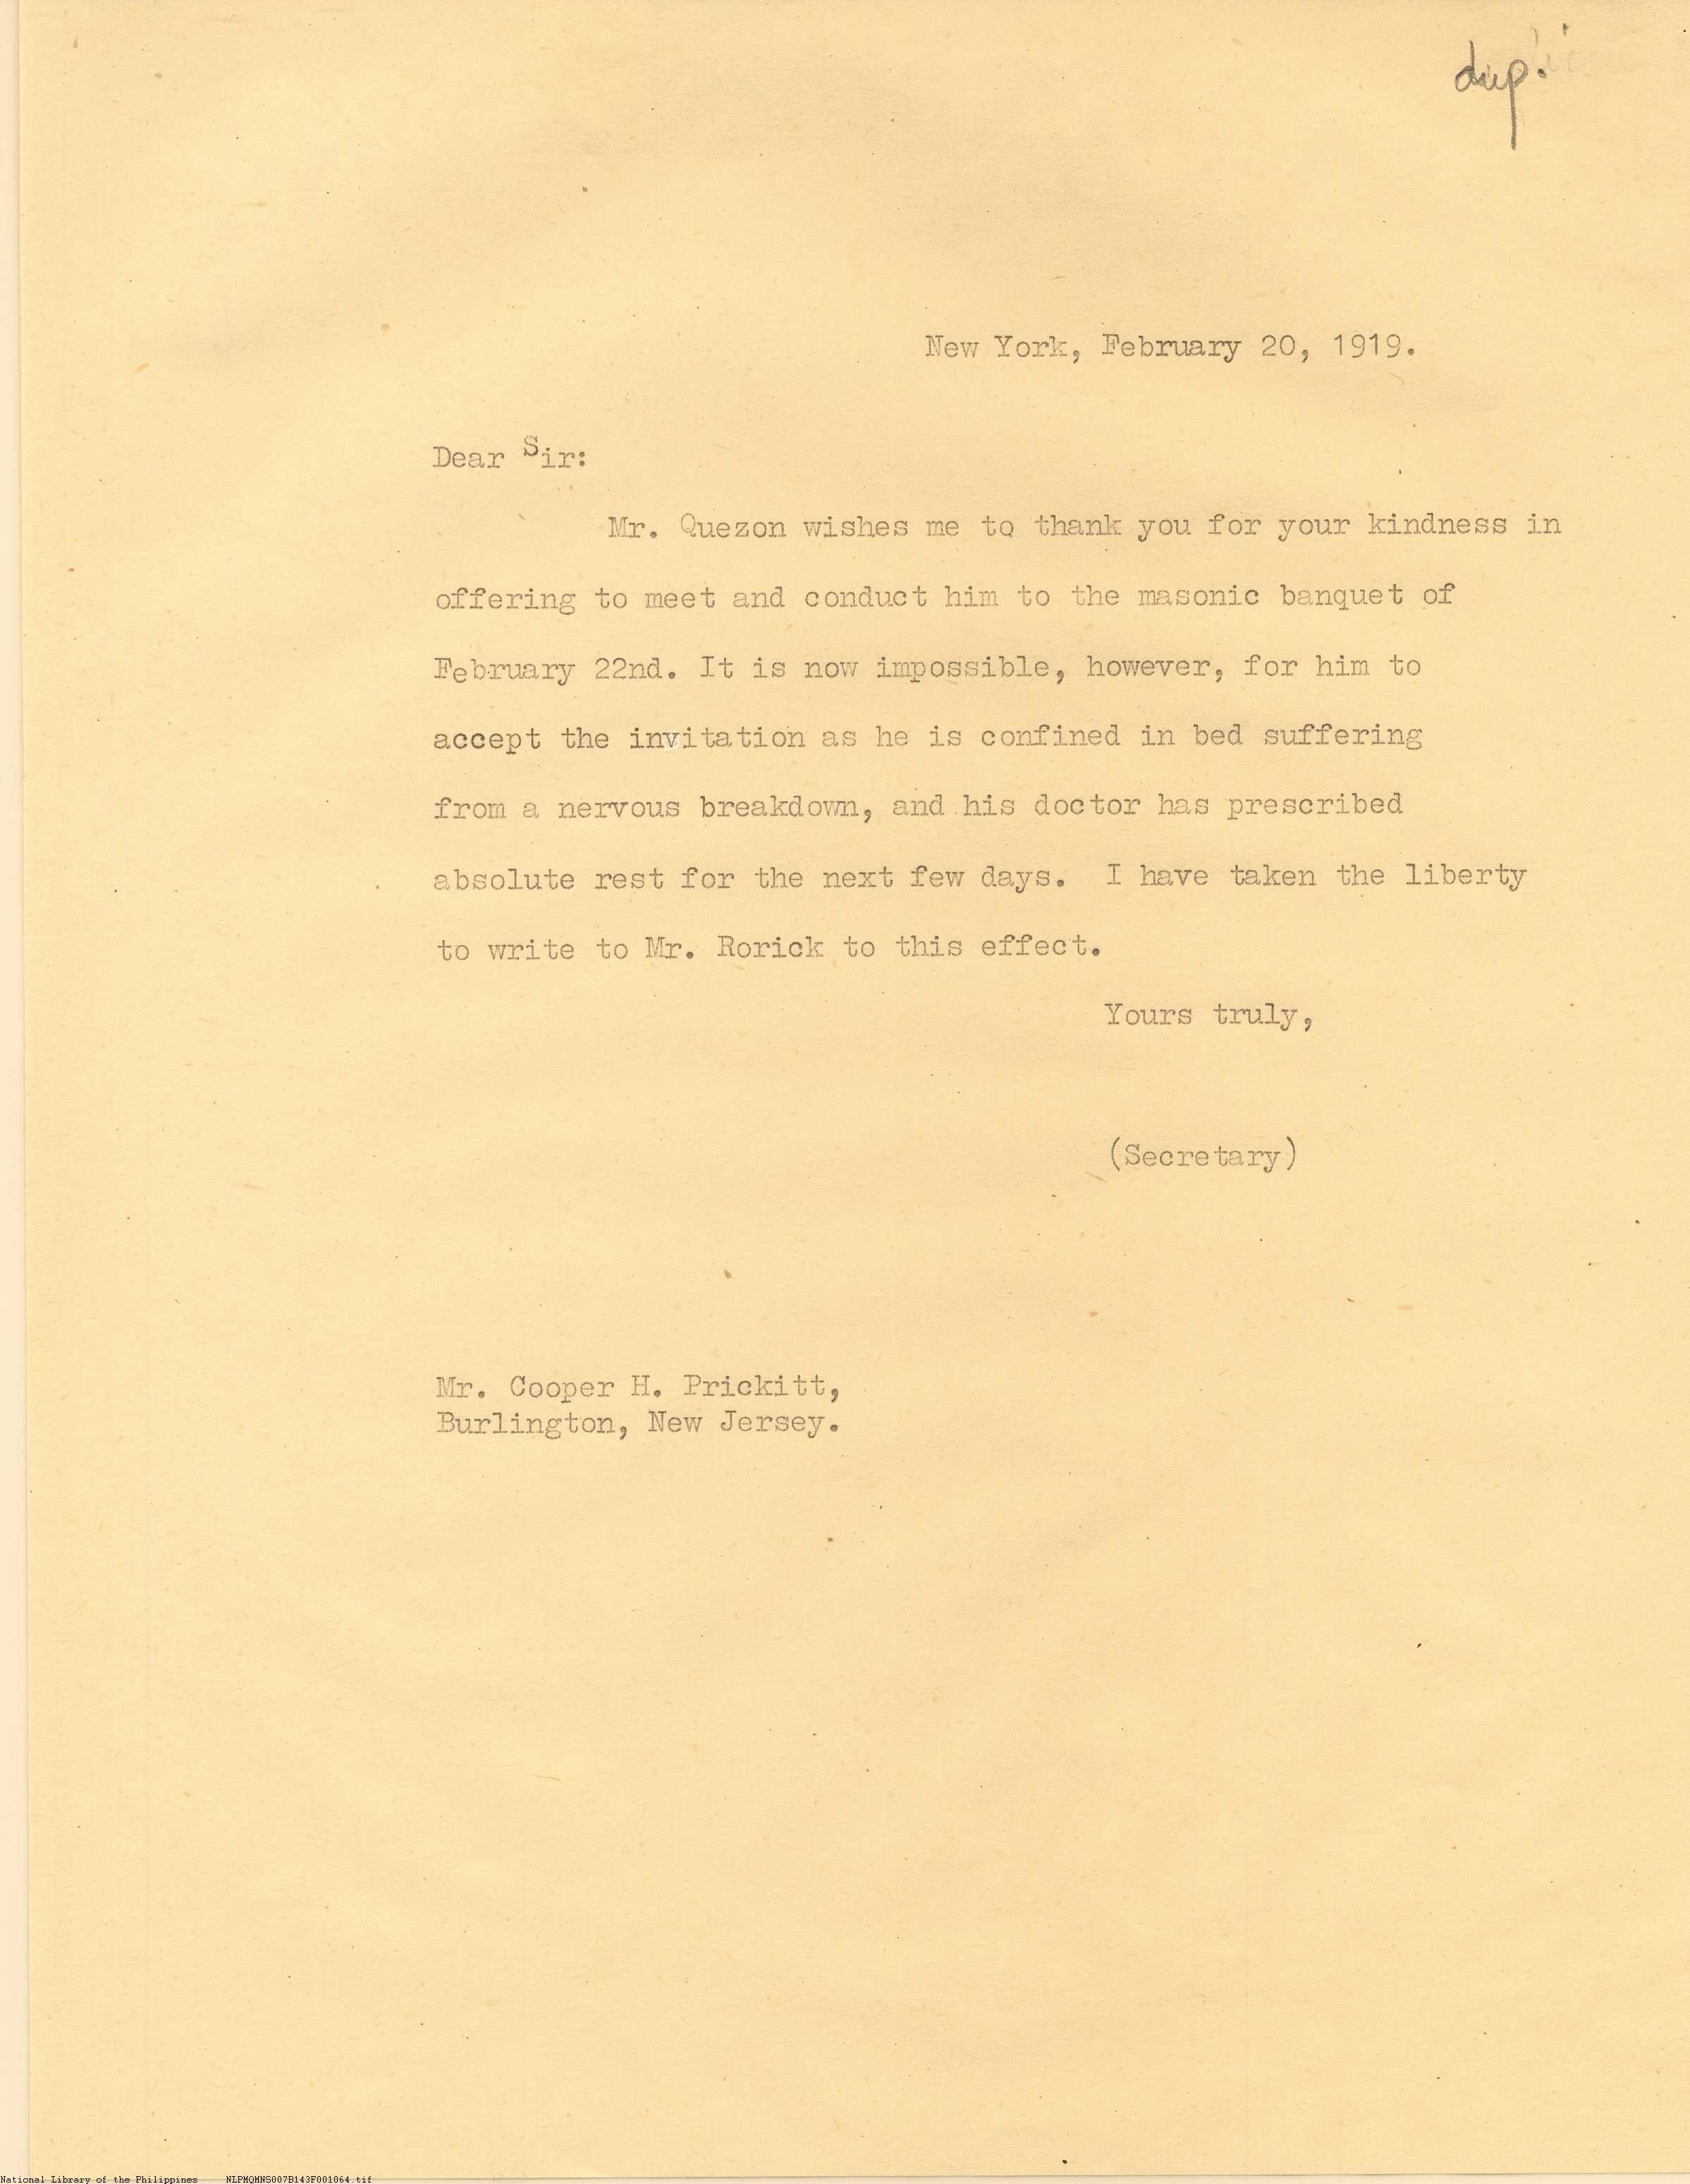 dup.
New York, February 20, 1919.
Dear Sir:
Mr. Quezon wishes me to thank you for your kindness in
offering to meet and conduct him to the masonic banquet of
February 22nd. It is now impossible, however, for him to
accept the invitation as he is confined in bed suffering
from a nervous breakdown, and his doctor has prescribed
absolute rest for the next few days. I have taken the liberty
to write to Mr. Rorick to this effect.
Yours truly,
(Secretary)
Mr. Cooper H. Prickitt,
Burlington, New Jersey.
National Library of the Philippines NLPMQMNS007B143F001064.tif